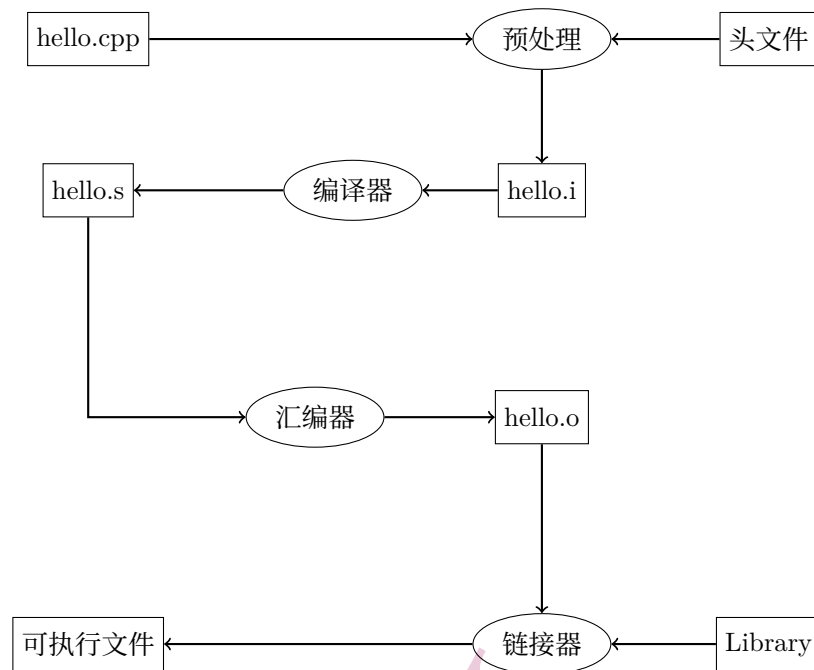 hello.cpp
预处理
头文件
hello.s
编译器
hello.i
汇编器
hello.o
可执行文件
链接器
Library